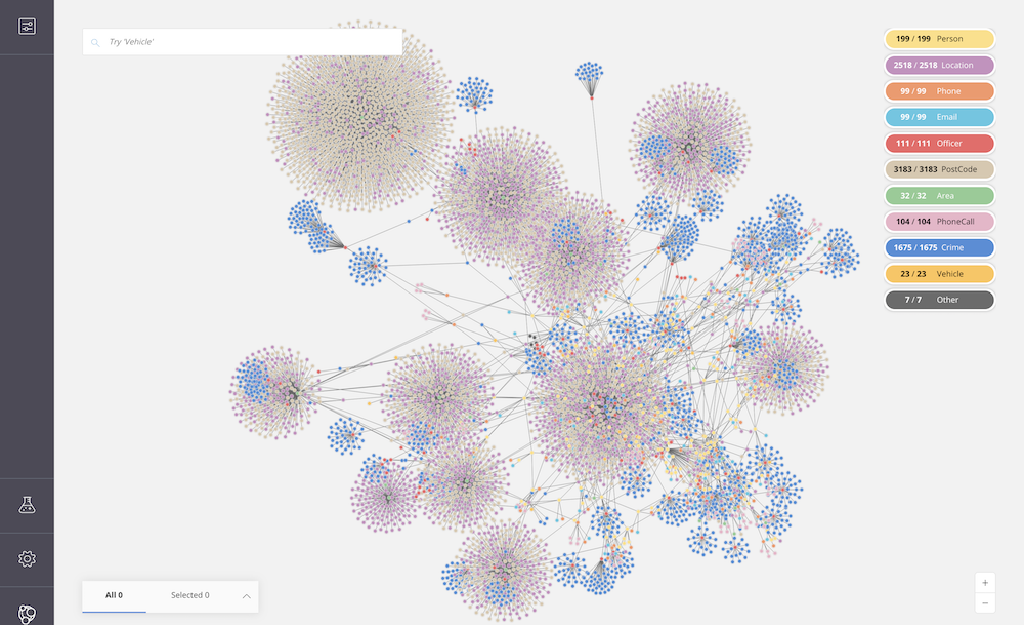 Try 'Vehicle'
199 / 199 Person
2518 / 2518 Location
99 / 99 Phone
99 / 99 Email
111 / 111 Officer
3183 / 3183 PostCode
32 / 32 Area
104 / 104 PhoneCall
1675 / 1675 Crime
23 / 23 Vehicle
7 / 7 Other
All 0
Selected 0
+
−